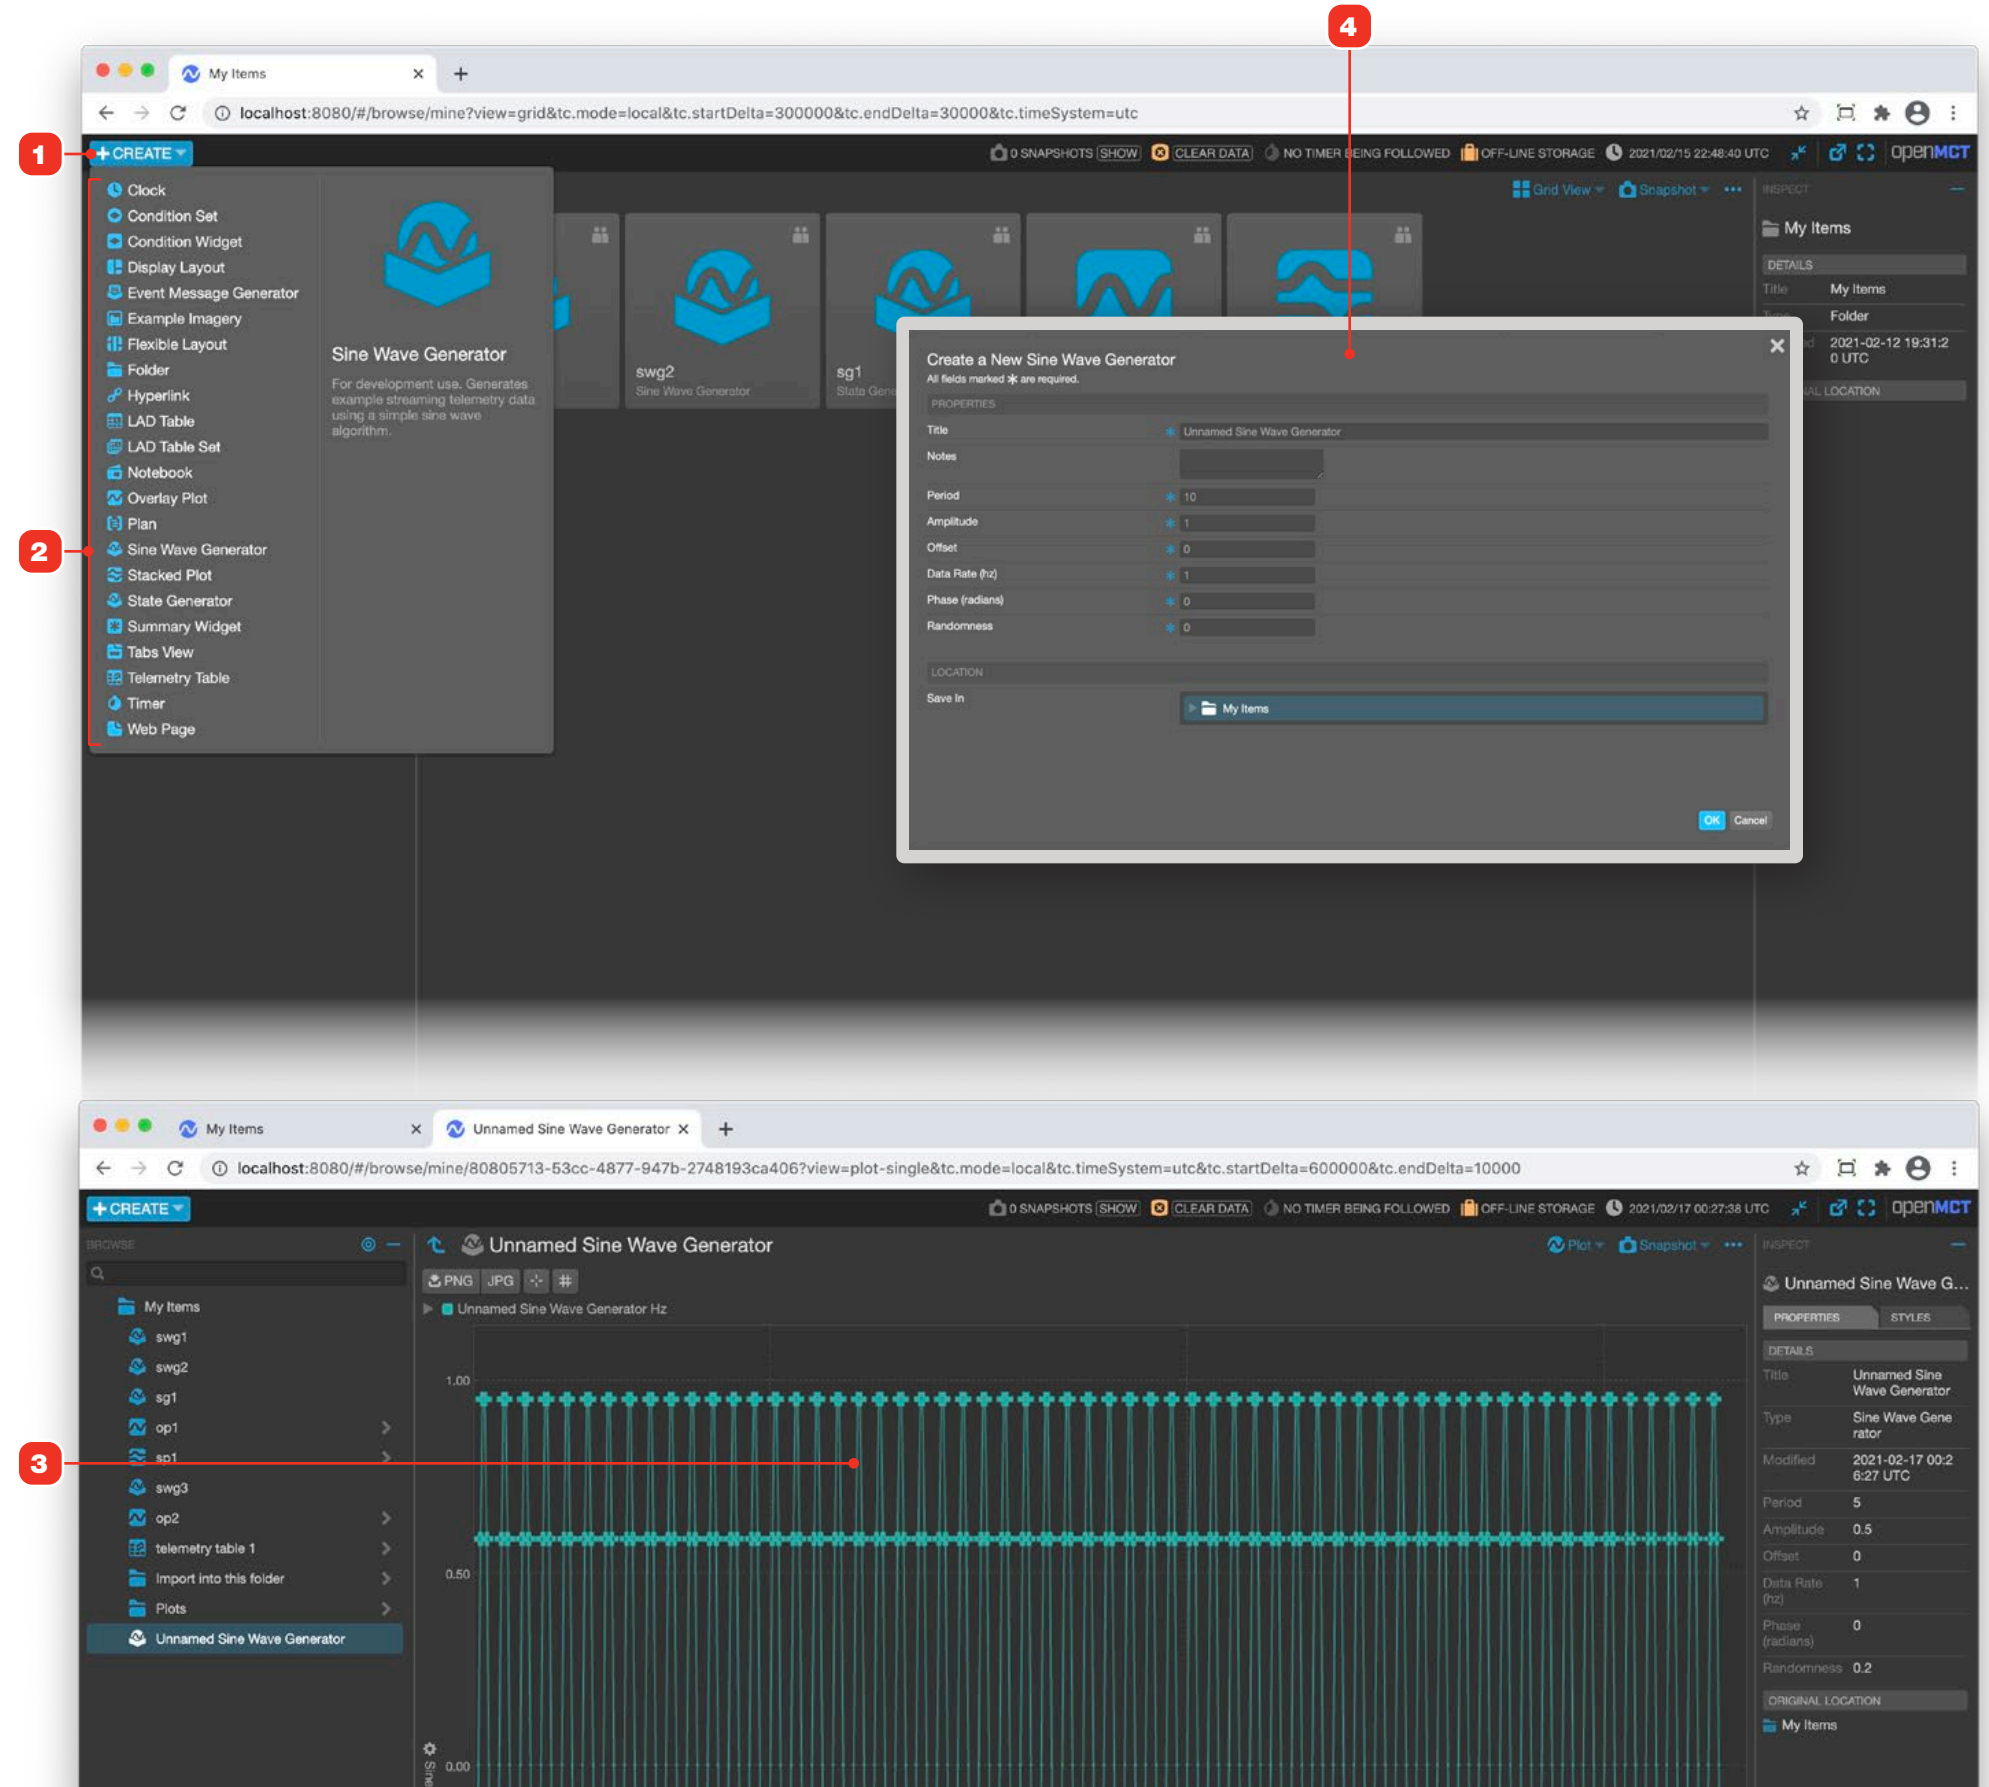 4
My Items
localhost:8080/#/browse/mine?view=grid&tc.mode=local&tc.startDelta=300000&tc.endDelta=30000&tc.timeSystem=utc
1
CREATE
0 SNAPSHOTS SHOW CLEAR DATA NO TIMER BEING FOLLOWED OFF-LINE STORAGE 2021/02/15 22:48:40 UTC openMCT
Clock
Condition Set
Condition Widget
Display Layout
Event Message Generator
Example Imagery
Flexible Layout
Folder
Hyperlink
LAD Table
LAD Table Set
Notebook
Overlay Plot
Plan
2
Sine Wave Generator
Stacked Plot
State Generator
Summary Widget
Tabs View
Telemetry Table
Timer
Web Page
Sine Wave Generator
For development use. Generates
example streaming telemetry data
using a simple sine wave
algorithm.
Grid View Snapshot
swg2
Sine Wave Generator
sg1
State Gene
INSPECT
My Items
DETAILS
Title My Items
Folder
2021-02-12 19:31:2
0 UTC
LOCATION
Create a New Sine Wave Generator
All fields marked * are required.
PROPERTIES
Title * Unnamed Sine Wave Generator
Notes
Period * 10
Amplitude * 1
Offset * 0
Data Rate (hz) * 1
Phase (radians) * 0
Randomness * 0
LOCATION
Save In My Items
OK Cancel
My Items Unnamed Sine Wave Generator
localhost:8080/#/browse/mine/80805713-53cc-4877-947b-2748193ca406?view=plot-single&tc.mode=local&tc.timeSystem=utc&tc.startDelta=600000&tc.endDelta=10000
CREATE
0 SNAPSHOTS SHOW CLEAR DATA NO TIMER BEING FOLLOWED OFF-LINE STORAGE 2021/02/17 00:27:38 UTC openMCT
BROWSE
My Items
swg1
swg2
sg1
op1
3
sp1
swg3
op2
telemetry table 1
Import into this folder
Plots
Unnamed Sine Wave Generator
Unnamed Sine Wave Generator
Plot Snapshot
PNG JPG
Unnamed Sine Wave Generator Hz
1.00
0.50
0.00
Sine
INSPECT
Unnamed Sine Wave G...
PROPERTIES STYLES
DETAILS
Title Unnamed Sine
Wave Generator
Type Sine Wave Gene
rator
Modified 2021-02-17 00:2
6:27 UTC
Period 5
Amplitude 0.5
Offset 0
Data Rate 1
(hz)
Phase 0
(radians)
Randomness 0.2
ORIGINAL LOCATION
My Items